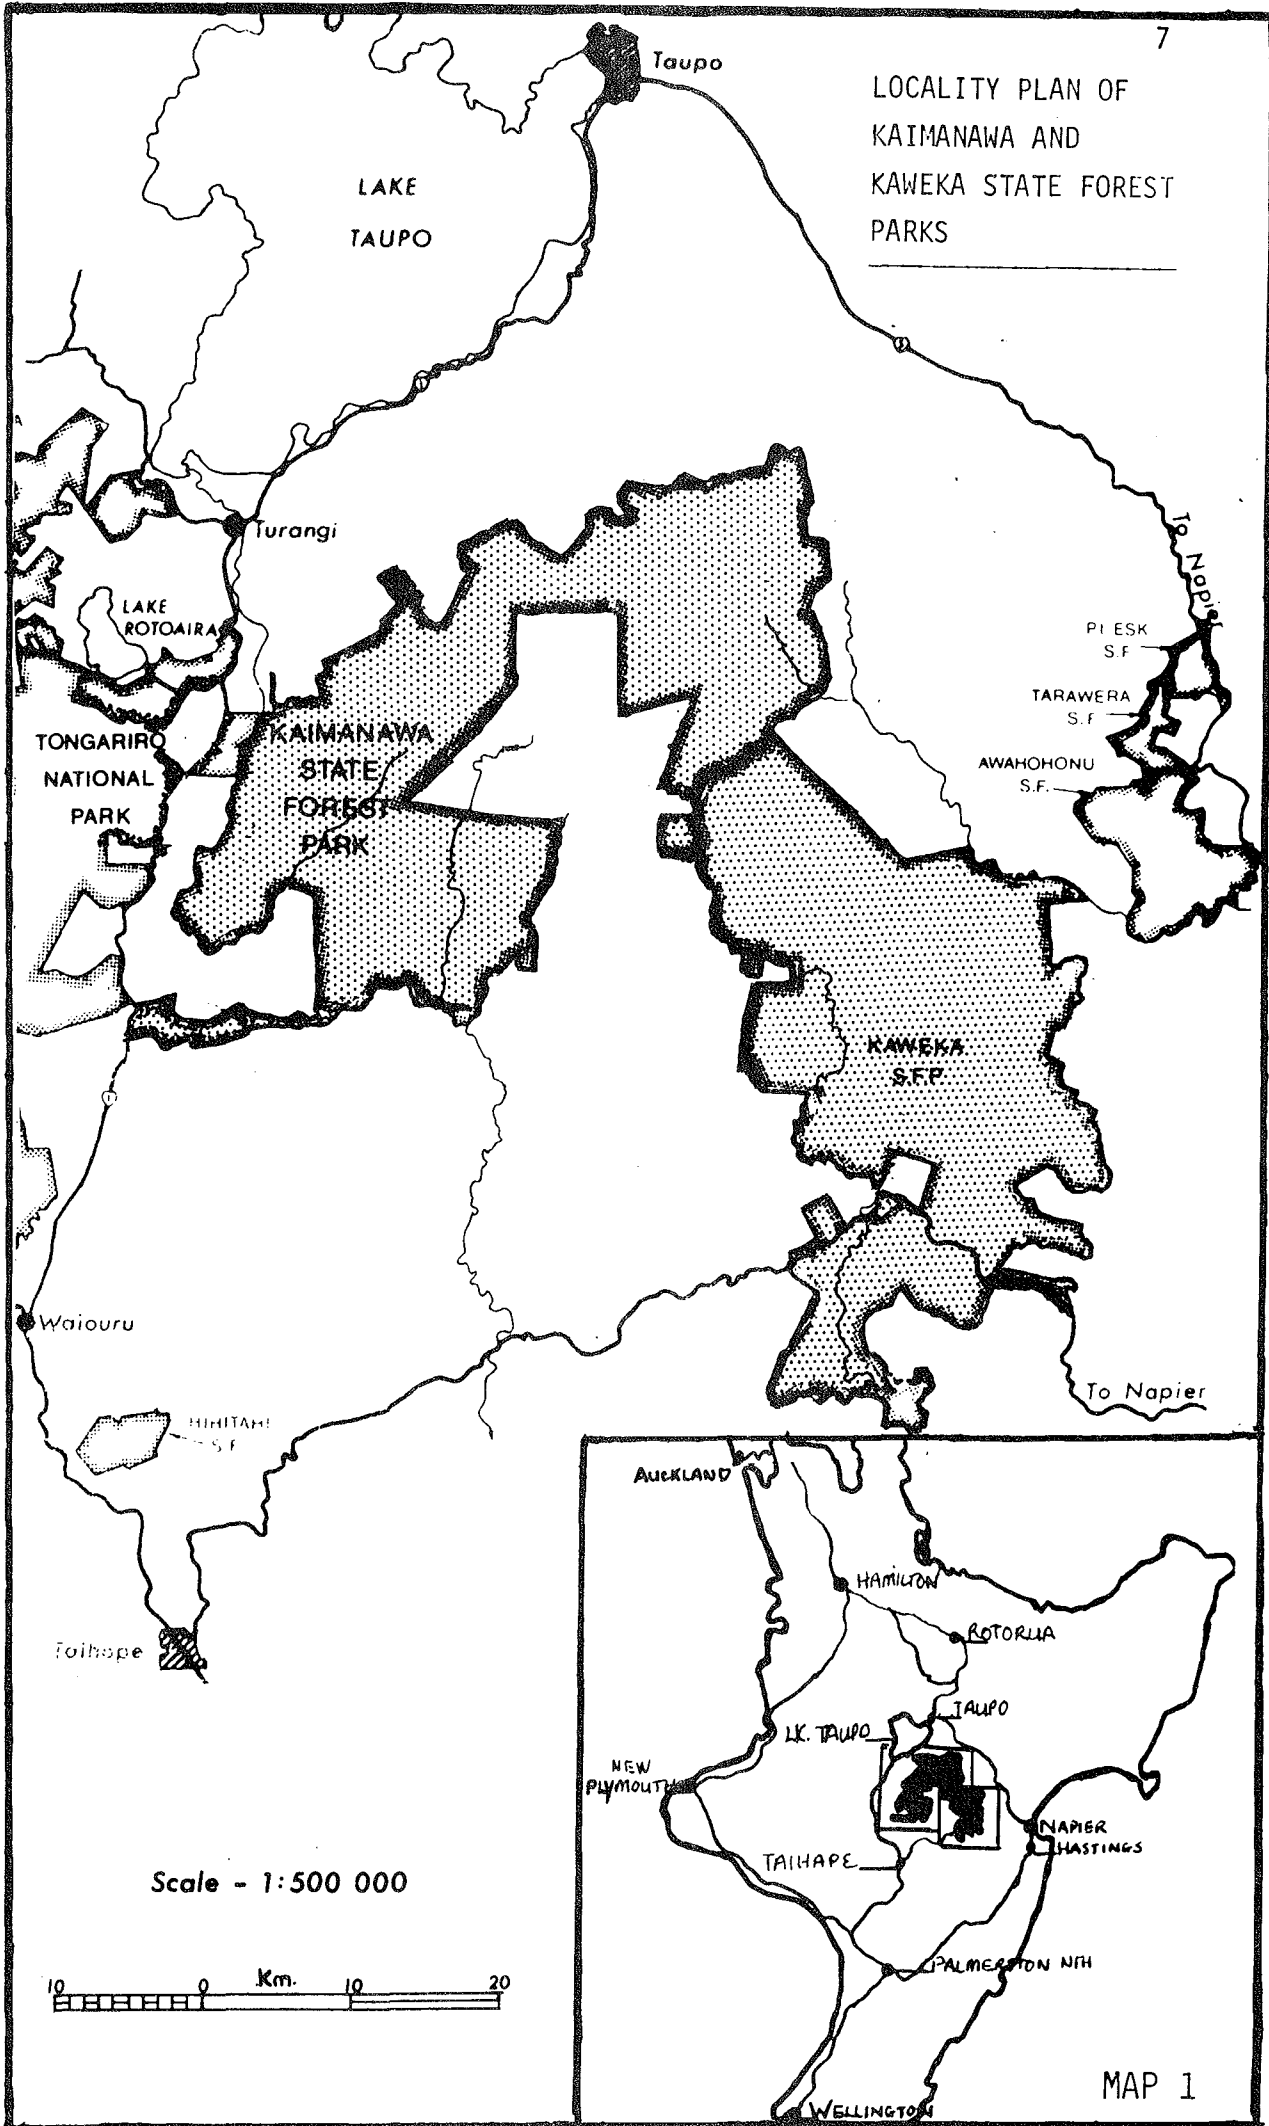 7
LOCALITY PLAN OF
KAIMANAWA AND
KAWEKA STATE FOREST
PARKS
Taupo
LAKE
TAUPO
Turangi
To Napier
LAKE
ROTOAIRA
ESK
S.F.
TARAWERA
S.F.
AWAHOHONU
S.F.
TONGARIRO
NATIONAL
PARK
KAIMANAWA
STATE
FOREST
PARK
KAWEKA
S.F.P.
Waiouru
To Napier
HIHITAHI
S.F.
Taihape
Scale - 1:500 000
10 0 Km. 10 20
AUCKLAND
HAMILTON
ROTORUA
TAUPO
LK. TAUPO
NEW
PLYMOUTH
NAPIER
HASTINGS
TAIHAPE
PALMERSTON NTH
WELLINGTON
MAP 1